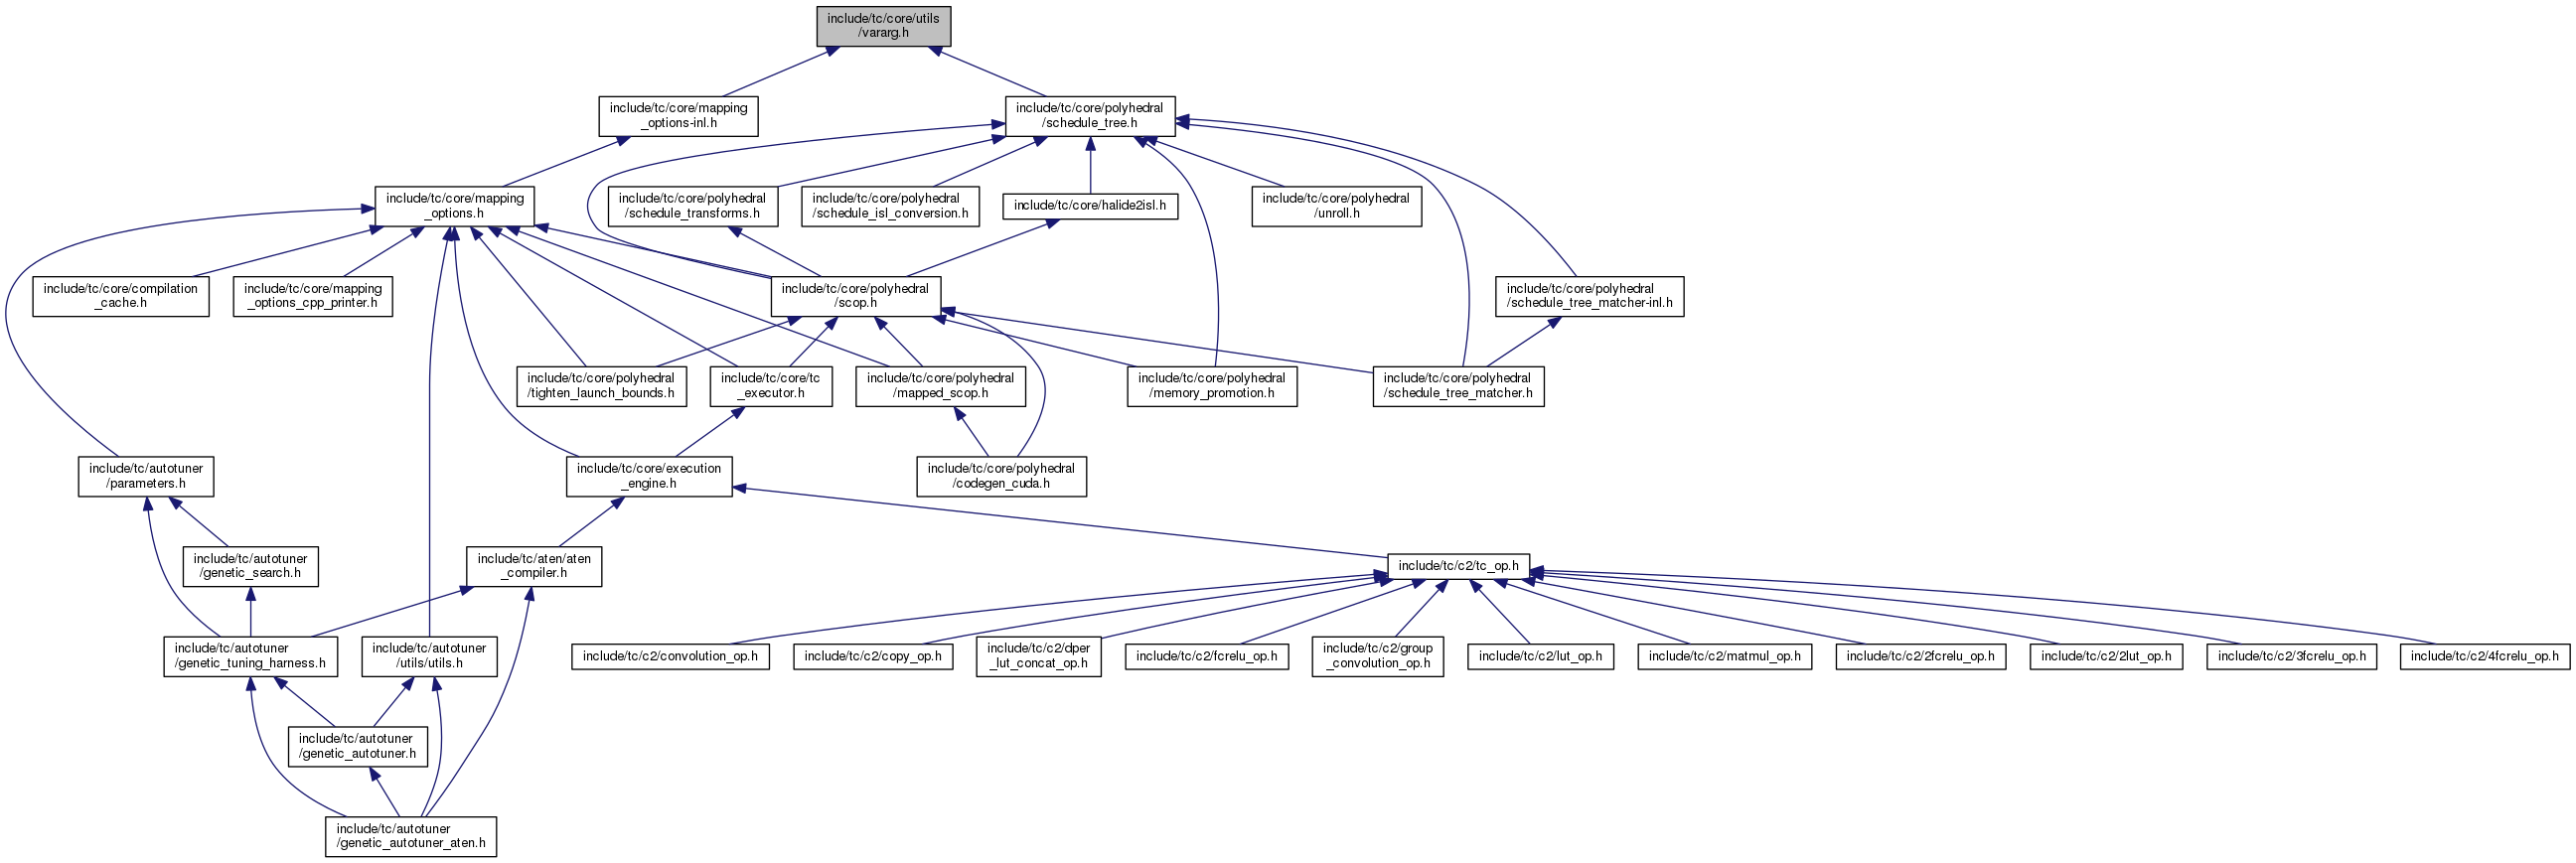 include/tc/core/utils
/vararg.h
include/tc/core/mapping
_options-inl.h
include/tc/core/polyhedral
/schedule_tree.h
include/tc/core/mapping
_options.h
include/tc/core/polyhedral
/schedule_transforms.h
include/tc/core/polyhedral
/schedule_isl_conversion.h
include/tc/core/halide2isl.h
include/tc/core/polyhedral
/unroll.h
include/tc/core/compilation
_cache.h
include/tc/core/mapping
_options_cpp_printer.h
include/tc/core/polyhedral
/scop.h
include/tc/core/polyhedral
/schedule_tree_matcher-inl.h
include/tc/core/polyhedral
/tighten_launch_bounds.h
include/tc/core/tc
_executor.h
include/tc/core/polyhedral
/mapped_scop.h
include/tc/core/polyhedral
/memory_promotion.h
include/tc/core/polyhedral
/schedule_tree_matcher.h
include/tc/autotuner
/parameters.h
include/tc/core/execution
_engine.h
include/tc/core/polyhedral
/codegen_cuda.h
include/tc/autotuner
/genetic_search.h
include/tc/aten/aten
_compiler.h
include/tc/c2/tc_op.h
include/tc/autotuner
/genetic_tuning_harness.h
include/tc/autotuner
/utils/utils.h
include/tc/c2/convolution_op.h
include/tc/c2/copy_op.h
include/tc/c2/dper
_lut_concat_op.h
include/tc/c2/fcrelu_op.h
include/tc/c2/group
_convolution_op.h
include/tc/c2/lut_op.h
include/tc/c2/matmul_op.h
include/tc/c2/2fcrelu_op.h
include/tc/c2/2lut_op.h
include/tc/c2/3fcrelu_op.h
include/tc/c2/4fcrelu_op.h
include/tc/autotuner
/genetic_autotuner.h
include/tc/autotuner
/genetic_autotuner_aten.h